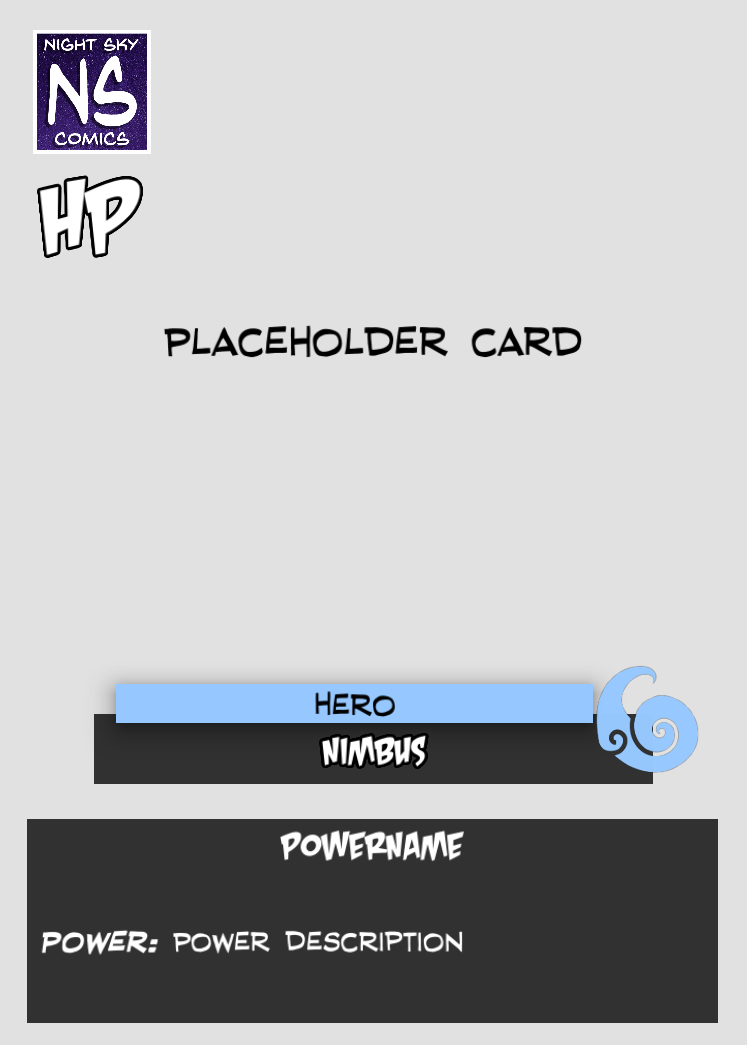 NIGHT SKY
NS
COMICS
HP
PLACEHOLDER CARD
HERO
NIMBUS
POWERNAME
POWER: POWER DESCRIPTION